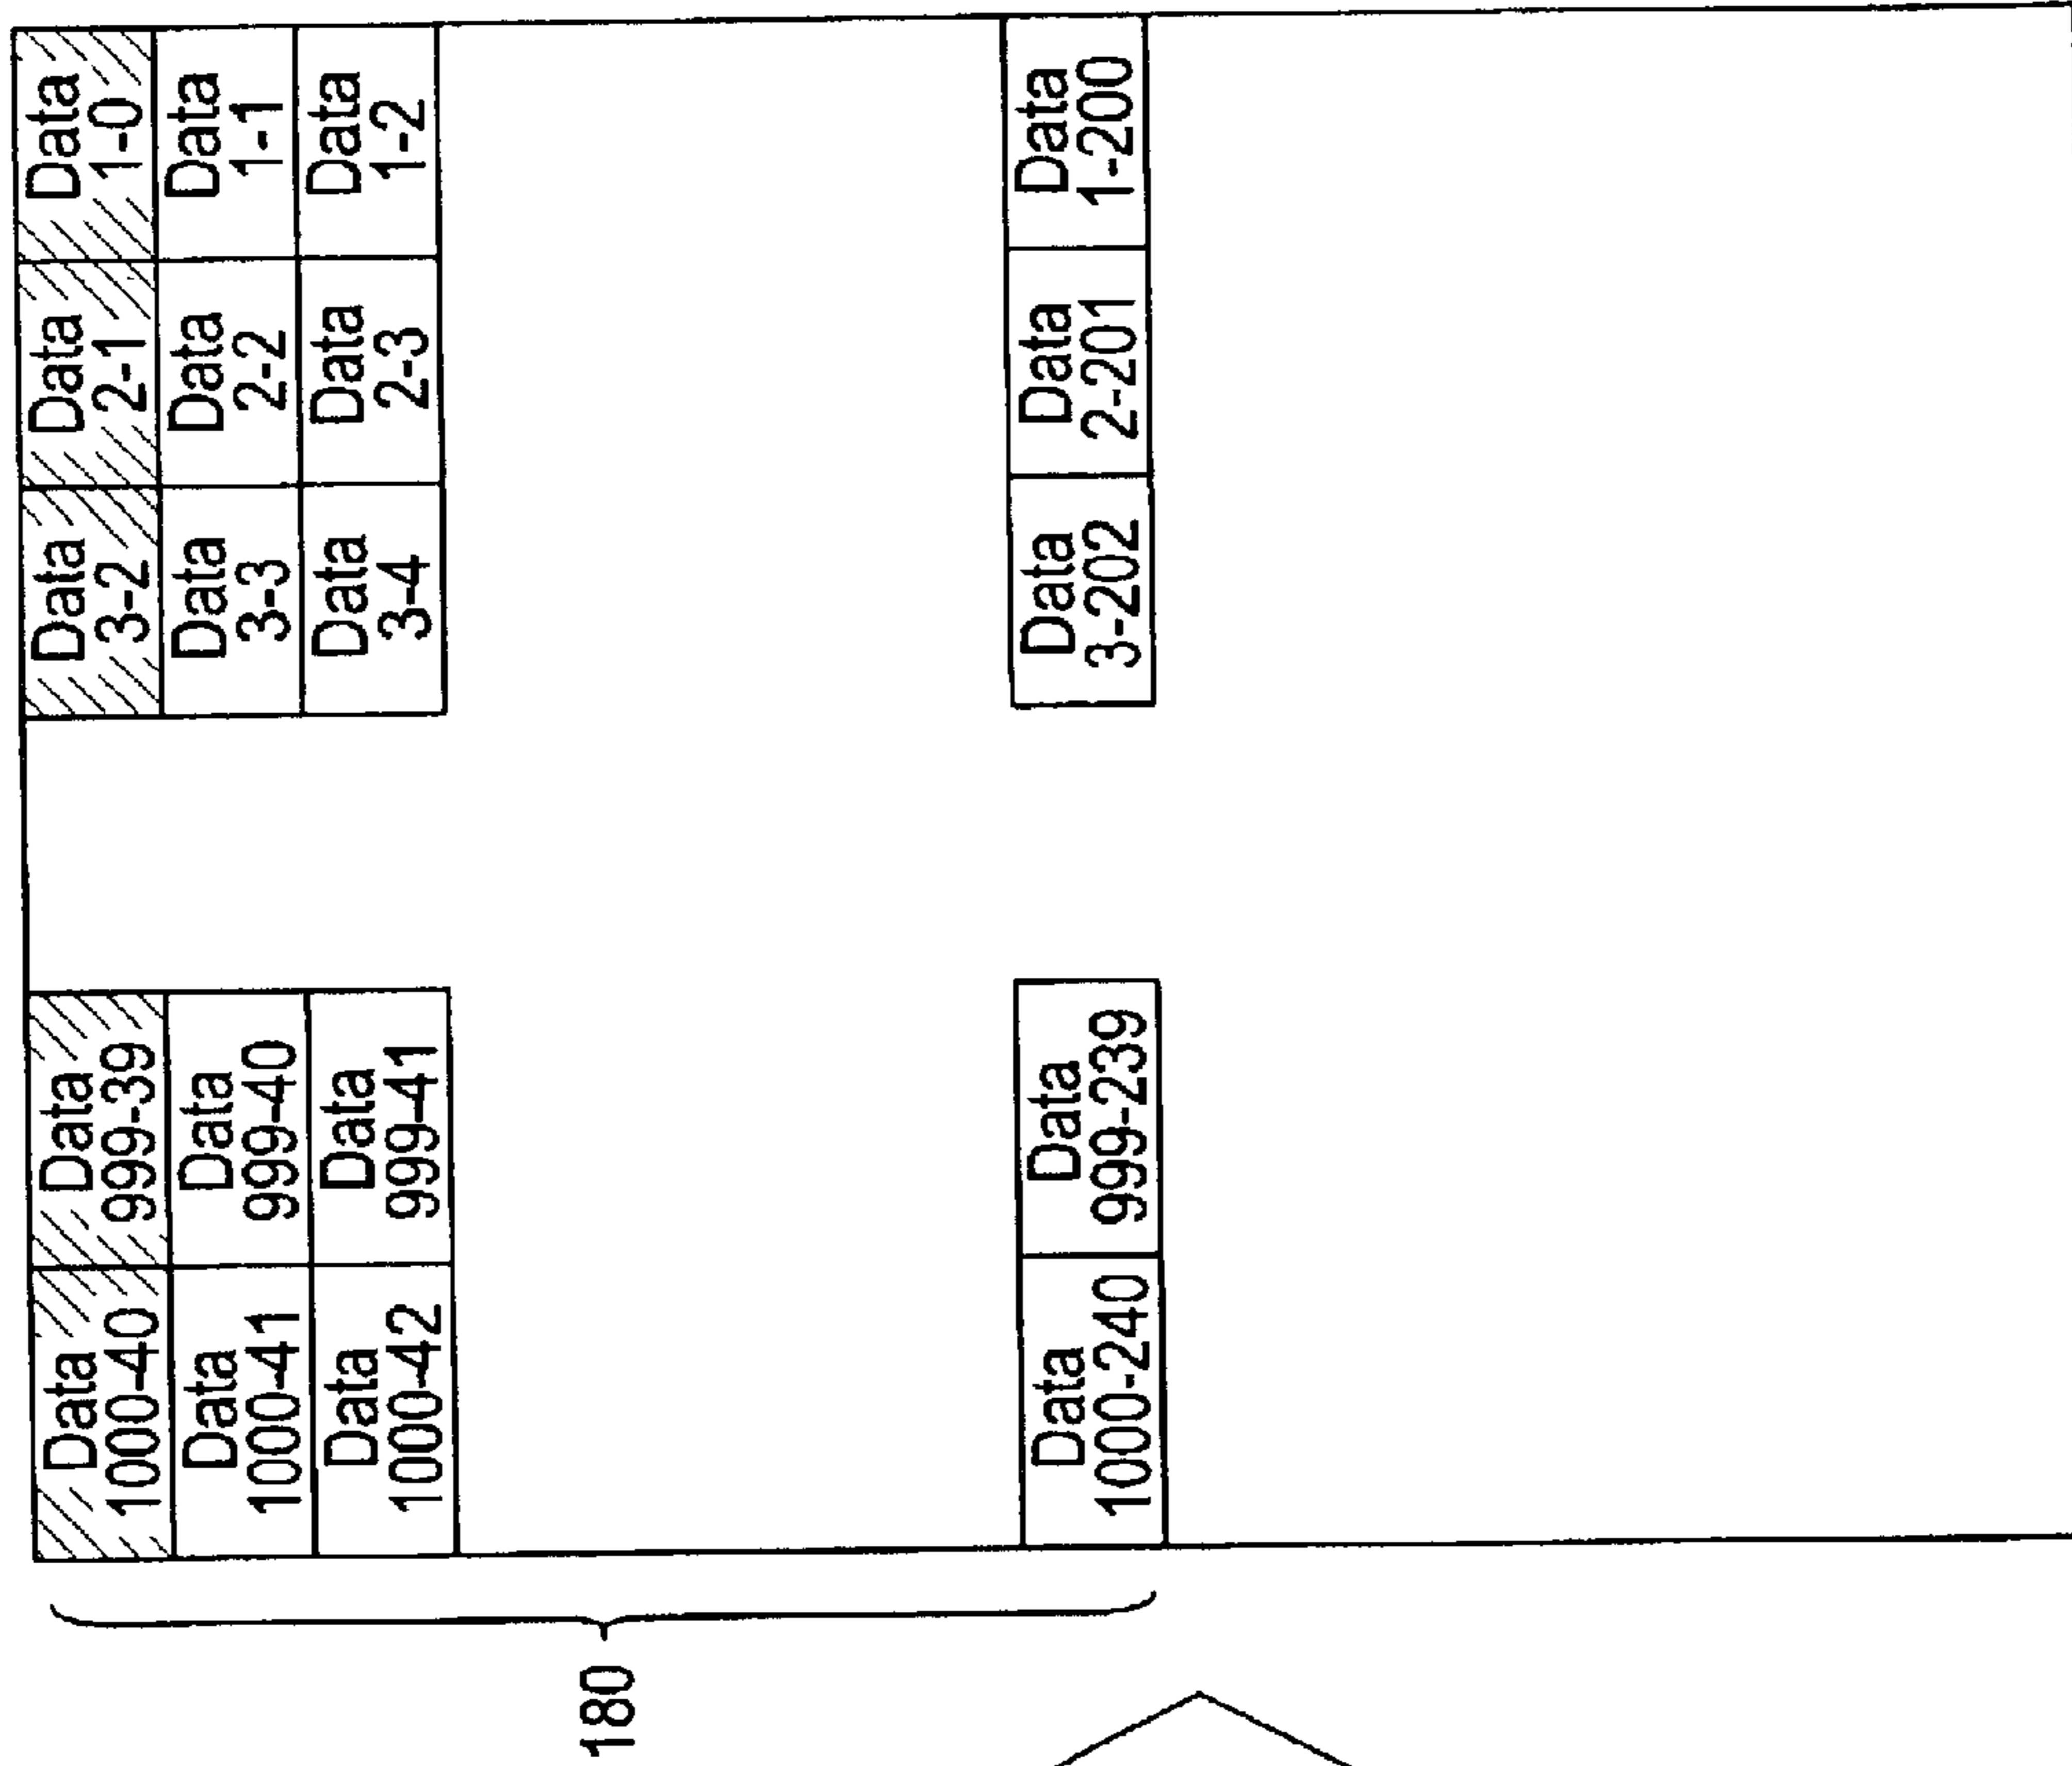 Data
1000-40
Data
999-39
Data
3-2
Data
2-1
Data
1-0
Data
1000-41
Data
999-40
Data
3-3
Data
2-2
Data
1-1
Data
1000-42
Data
999-41
Data
3-4
Data
2-3
Data
1-2
180
Data
1000-240
Data
999-239
Data
3-202
Data
2-201
Data
1-200